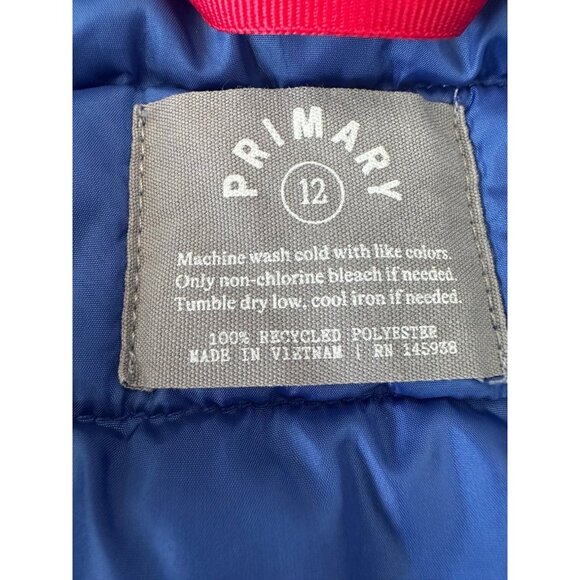 PRIMARY
12
Machine wash cold with like colors.
Only non-chlorine bleach if needed.
Tumble dry low, cool iron if needed.
100% RECYCLED POLYESTER
MADE IN VIETNAM | RN 145938